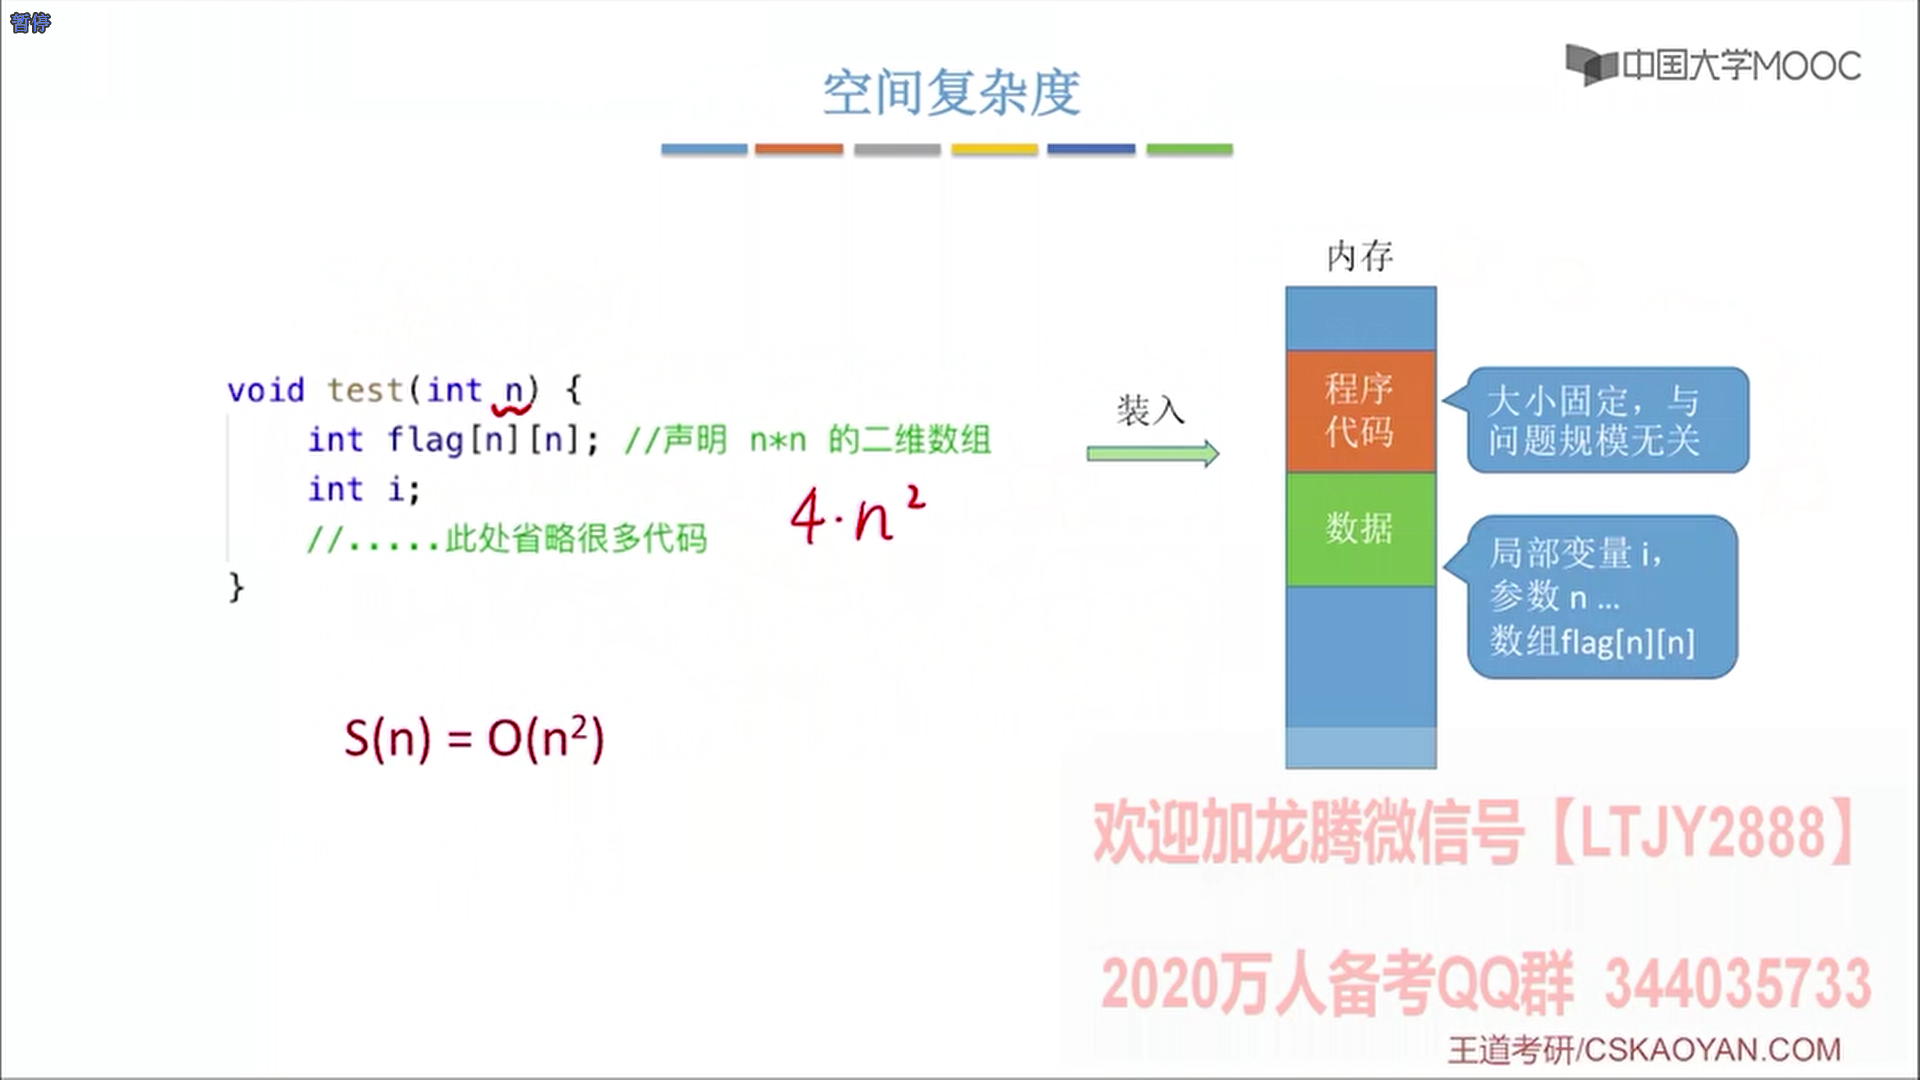 暂停
中国大学MOOC
空间复杂度
void test(int n) {
int flag[n][n]; //声明 n*n 的二维数组
int i;
//.....此处省略很多代码
}
4·n²
S(n) = O(n²)
装入
内存
程序
代码
数据
大小固定，与
问题规模无关
局部变量 i，
参数 n ...
数组flag[n][n]
欢迎加龙腾微信号【LTJY2888】
2020万人备考QQ群 344035733
王道考研/CSKAOYAN.COM